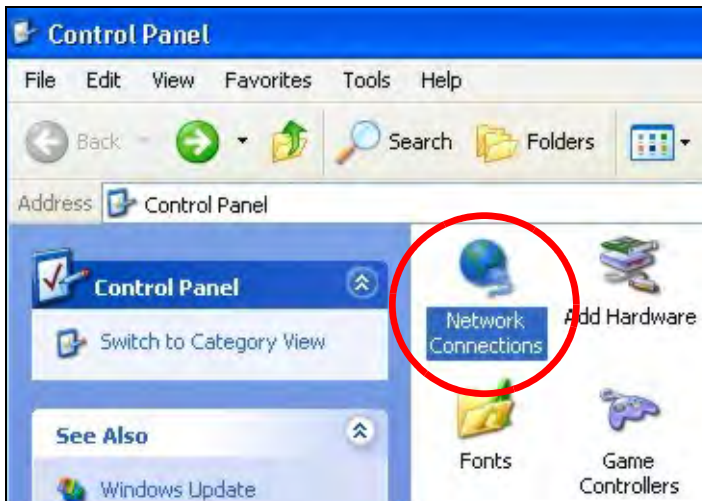 Control Panel
File Edit View Favorites Tools Help
Back Search Folders
Address Control Panel
Control Panel
Switch to Category View
See Also
Windows Update
Network
Connections
Add Hardware
Fonts
Game
Controllers